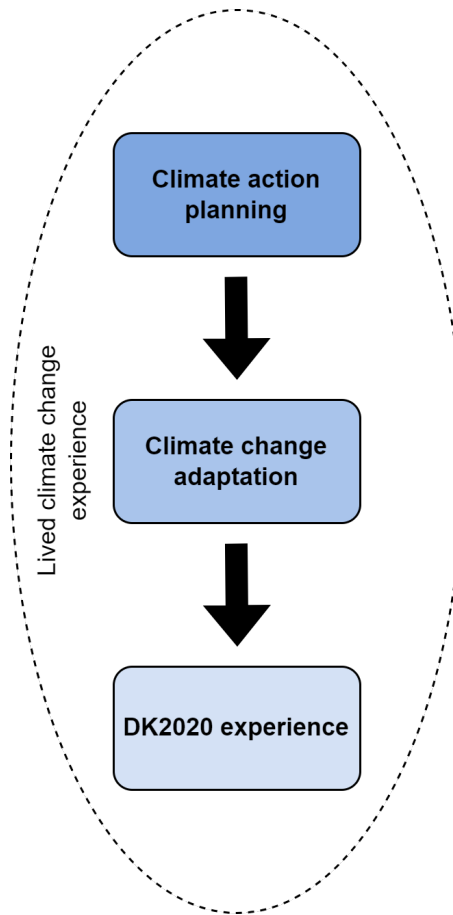 Climate action
planning
Lived climate change
experience
Climate change
adaptation
DK2020 experience